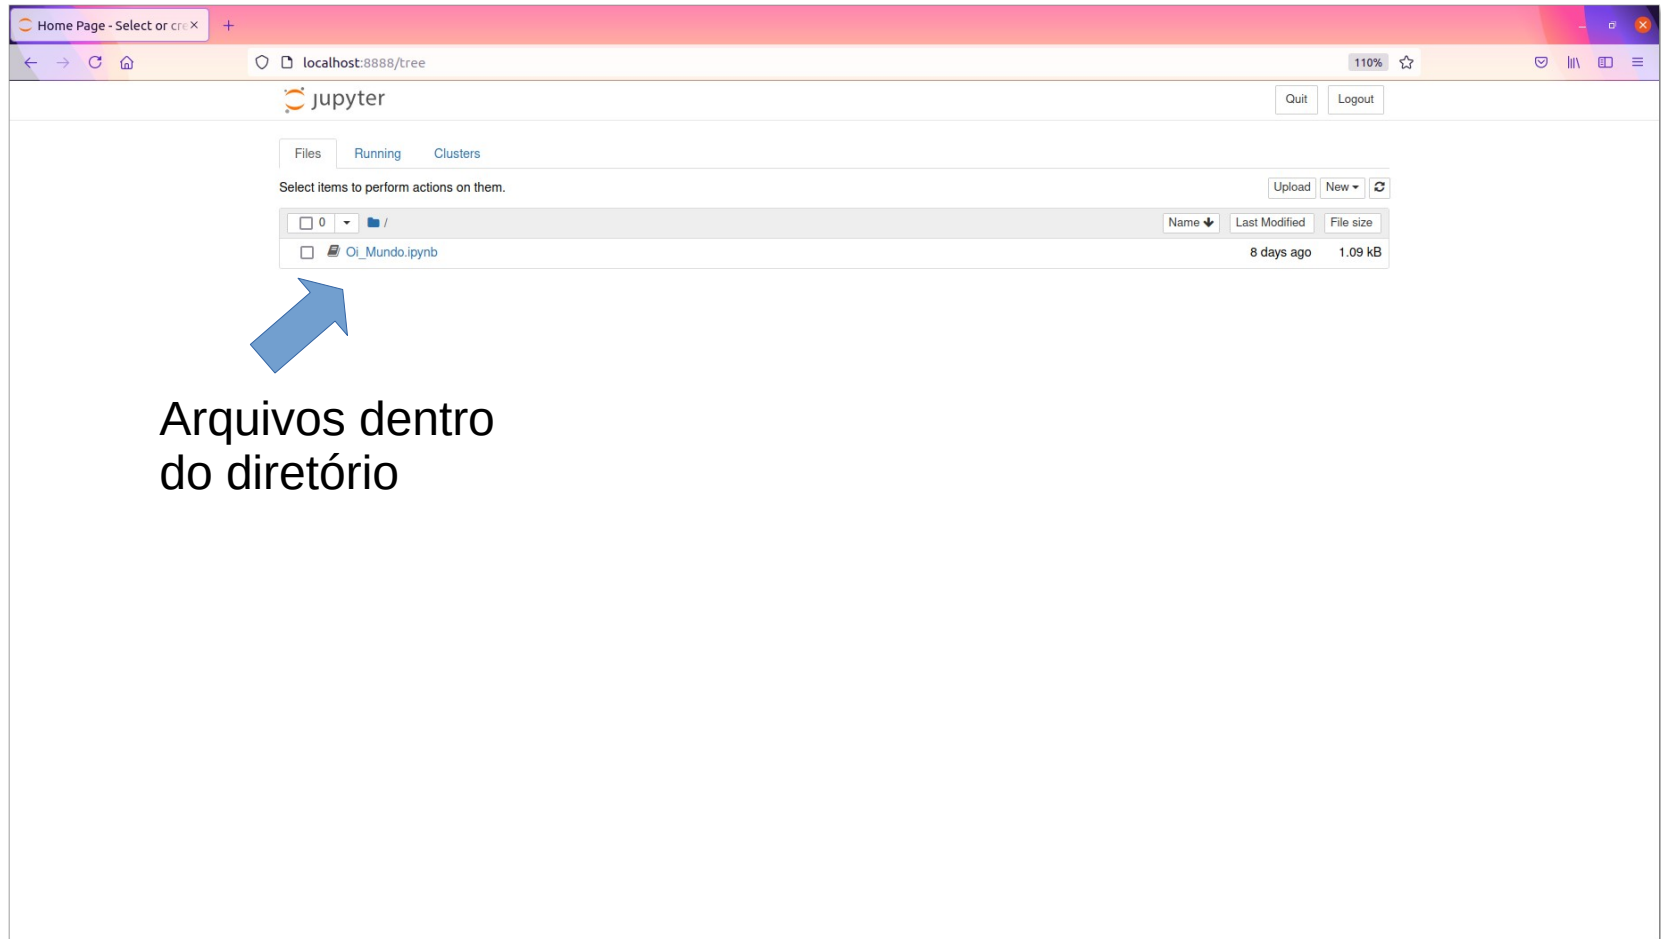 Home Page - Select or cre
localhost:8888/tree
110%
jupyter
Quit
Logout
Files
Running
Clusters
Select items to perform actions on them.
Upload
New
0
/
Name
Last Modified
File size
Oi_Mundo.ipynb
8 days ago
1.09 kB
Arquivos dentro
do diretório